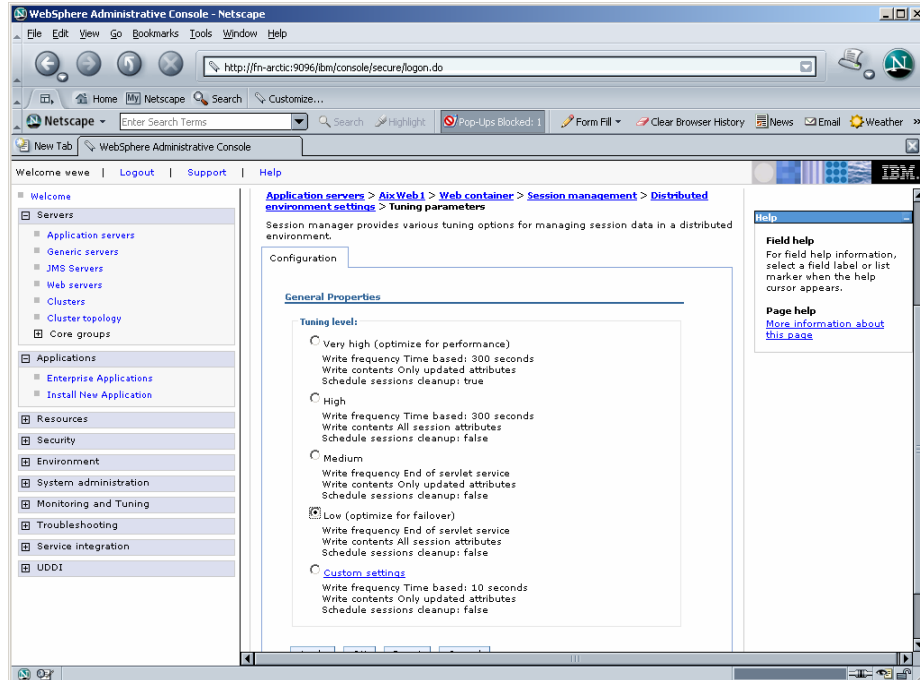 WebSphere Administrative Console - Netscape
File Edit View Go Bookmarks Tools Window Help
http://fn-arctic:9096/ibm/console/secure/logon.do
Home My Netscape Search Customize...
Netscape Enter Search Terms Search Highlight Pop-Ups Blocked: 1 Form Fill Clear Browser History News Email Weather »
New Tab WebSphere Administrative Console
Welcome vewe | Logout | Support | Help IBM.
Welcome
Servers
Application servers
Generic servers
JMS Servers
Web servers
Clusters
Cluster topology
Core groups
Applications
Enterprise Applications
Install New Application
Resources
Security
Environment
System administration
Monitoring and Tuning
Troubleshooting
Service integration
UDDI
Application servers > AixWeb1 > Web container > Session management > Distributed
environment settings > Tuning parameters
Session manager provides various tuning options for managing session data in a distributed
environment.
Configuration
General Properties
Tuning level:
Very high (optimize for performance)
Write frequency Time based: 300 seconds
Write contents Only updated attributes
Schedule sessions cleanup: true
High
Write frequency Time based: 300 seconds
Write contents All session attributes
Schedule sessions cleanup: false
Medium
Write frequency End of servlet service
Write contents Only updated attributes
Schedule sessions cleanup: false
Low (optimize for failover)
Write frequency End of servlet service
Write contents All session attributes
Schedule sessions cleanup: false
Custom settings
Write frequency Time based: 10 seconds
Write contents Only updated attributes
Schedule sessions cleanup: false
Help
Field help
For field help information,
select a field label or list
marker when the help
cursor appears.
Page help
More information about
this page